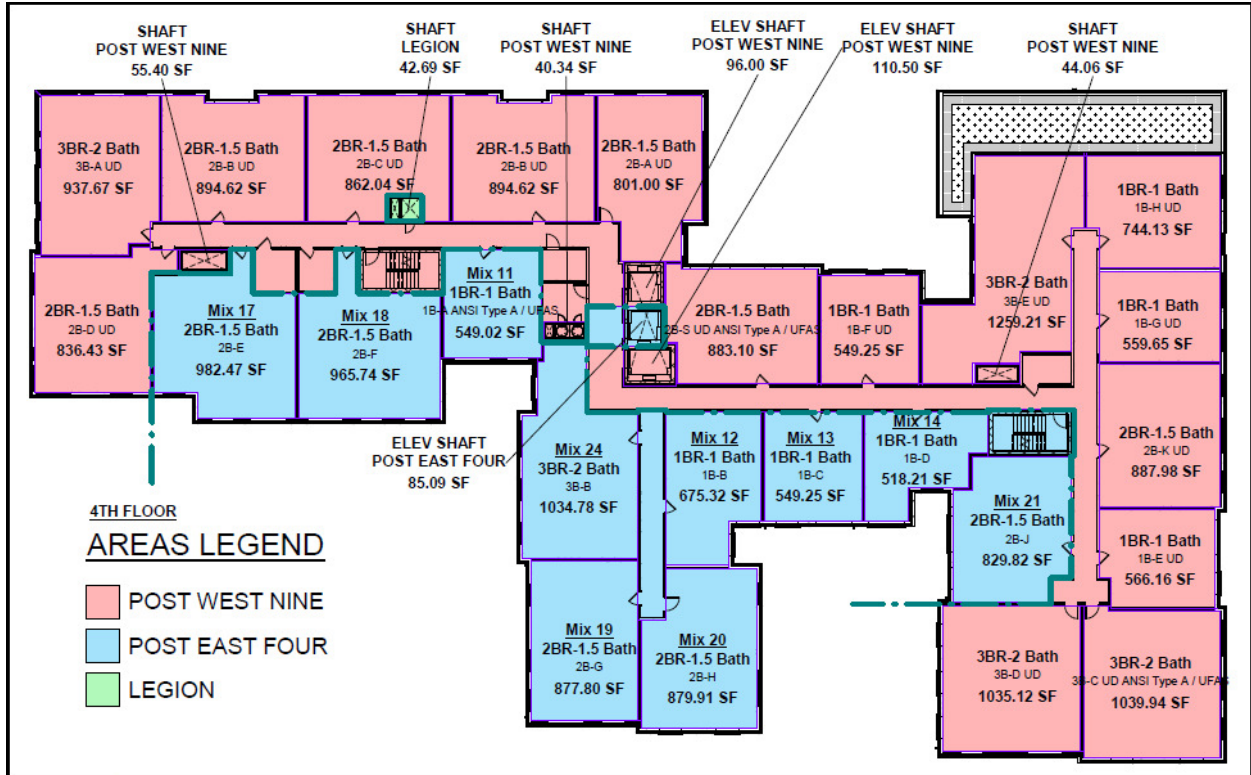 SHAFT
POST WEST NINE
55.40 SF
SHAFT
LEGION
42.69 SF
SHAFT
POST WEST NINE
40.34 SF
ELEV SHAFT
POST WEST NINE
96.00 SF
ELEV SHAFT
POST WEST NINE
110.50 SF
SHAFT
POST WEST NINE
44.06 SF
3BR-2 Bath
3B-A UD
937.67 SF
2BR-1.5 Bath
2B-B UD
894.62 SF
2BR-1.5 Bath
2B-C UD
862.04 SF
2BR-1.5 Bath
2B-B UD
894.62 SF
2BR-1.5 Bath
2B-A UD
801.00 SF
1BR-1 Bath
1B-H UD
744.13 SF
2BR-1.5 Bath
2B-D UD
836.43 SF
Mix 17
2BR-1.5 Bath
2B-E
982.47 SF
Mix 18
2BR-1.5 Bath
2B-F
965.74 SF
Mix 11
1BR-1 Bath
1B-A ANSI Type A / UFAS
549.02 SF
2BR-1.5 Bath
2B-S UD ANSI Type A / UFAS
883.10 SF
1BR-1 Bath
1B-F UD
549.25 SF
3BR-2 Bath
3B-E UD
1259.21 SF
1BR-1 Bath
1B-G UD
559.65 SF
ELEV SHAFT
POST EAST FOUR
85.09 SF
Mix 24
3BR-2 Bath
3B-B
1034.78 SF
Mix 12
1BR-1 Bath
1B-B
675.32 SF
Mix 13
1BR-1 Bath
1B-C
549.25 SF
Mix 14
1BR-1 Bath
1B-D
518.21 SF
Mix 21
2BR-1.5 Bath
2B-J
829.82 SF
2BR-1.5 Bath
2B-K UD
887.98 SF
1BR-1 Bath
1B-E UD
566.16 SF
Mix 19
2BR-1.5 Bath
2B-G
877.80 SF
Mix 20
2BR-1.5 Bath
2B-H
879.91 SF
3BR-2 Bath
3B-D UD
1035.12 SF
3BR-2 Bath
3B-C UD ANSI Type A / UFAS
1039.94 SF
4TH FLOOR
AREAS LEGEND
POST WEST NINE
POST EAST FOUR
LEGION